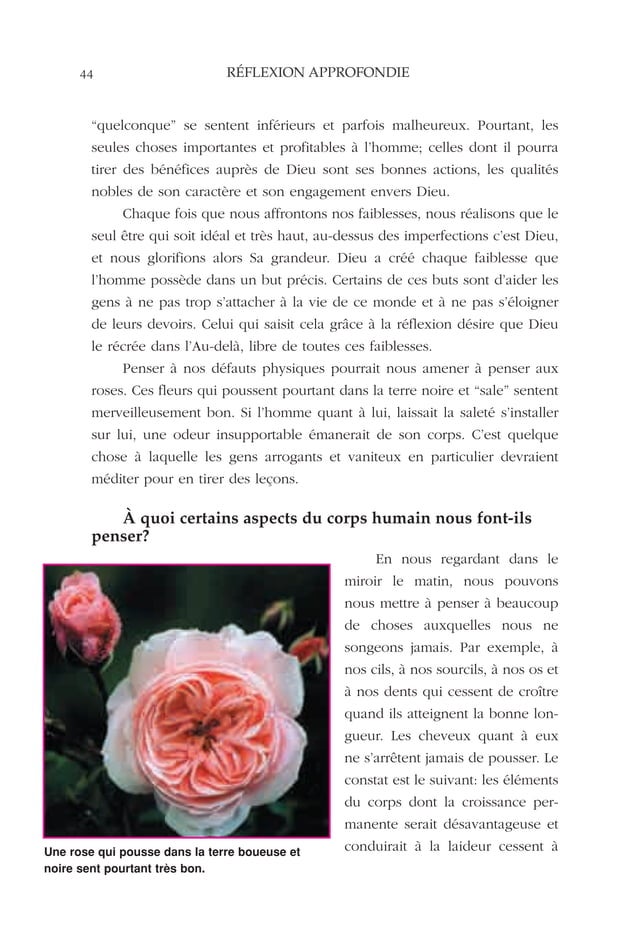 44
RÉFLEXION APPROFONDIE
“quelconque” se sentent inférieurs et parfois malheureux. Pourtant, les
seules choses importantes et profitables à l’homme; celles dont il pourra
tirer des bénéfices auprès de Dieu sont ses bonnes actions, les qualités
nobles de son caractère et son engagement envers Dieu.
Chaque fois que nous affrontons nos faiblesses, nous réalisons que le
seul être qui soit idéal et très haut, au-dessus des imperfections c’est Dieu,
et nous glorifions alors Sa grandeur. Dieu a créé chaque faiblesse que
l’homme possède dans un but précis. Certains de ces buts sont d’aider les
gens à ne pas trop s’attacher à la vie de ce monde et à ne pas s’éloigner
de leurs devoirs. Celui qui saisit cela grâce à la réflexion désire que Dieu
le récrée dans l’Au-delà, libre de toutes ces faiblesses.
Penser à nos défauts physiques pourrait nous amener à penser aux
roses. Ces fleurs qui poussent pourtant dans la terre noire et “sale” sentent
merveilleusement bon. Si l’homme quant à lui, laissait la saleté s’installer
sur lui, une odeur insupportable émanerait de son corps. C’est quelque
chose à laquelle les gens arrogants et vaniteux en particulier devraient
méditer pour en tirer des leçons.
À quoi certains aspects du corps humain nous font-ils
penser?
En nous regardant dans le
miroir le matin, nous pouvons
nous mettre à penser à beaucoup
de choses auxquelles nous ne
songeons jamais. Par exemple, à
nos cils, à nos sourcils, à nos os et
à nos dents qui cessent de croître
quand ils atteignent la bonne lon-
gueur. Les cheveux quant à eux
ne s’arrêtent jamais de pousser. Le
constat est le suivant: les éléments
du corps dont la croissance per-
manente serait désavantageuse et
conduirait à la laideur cessent à
Une rose qui pousse dans la terre boueuse et
noire sent pourtant très bon.